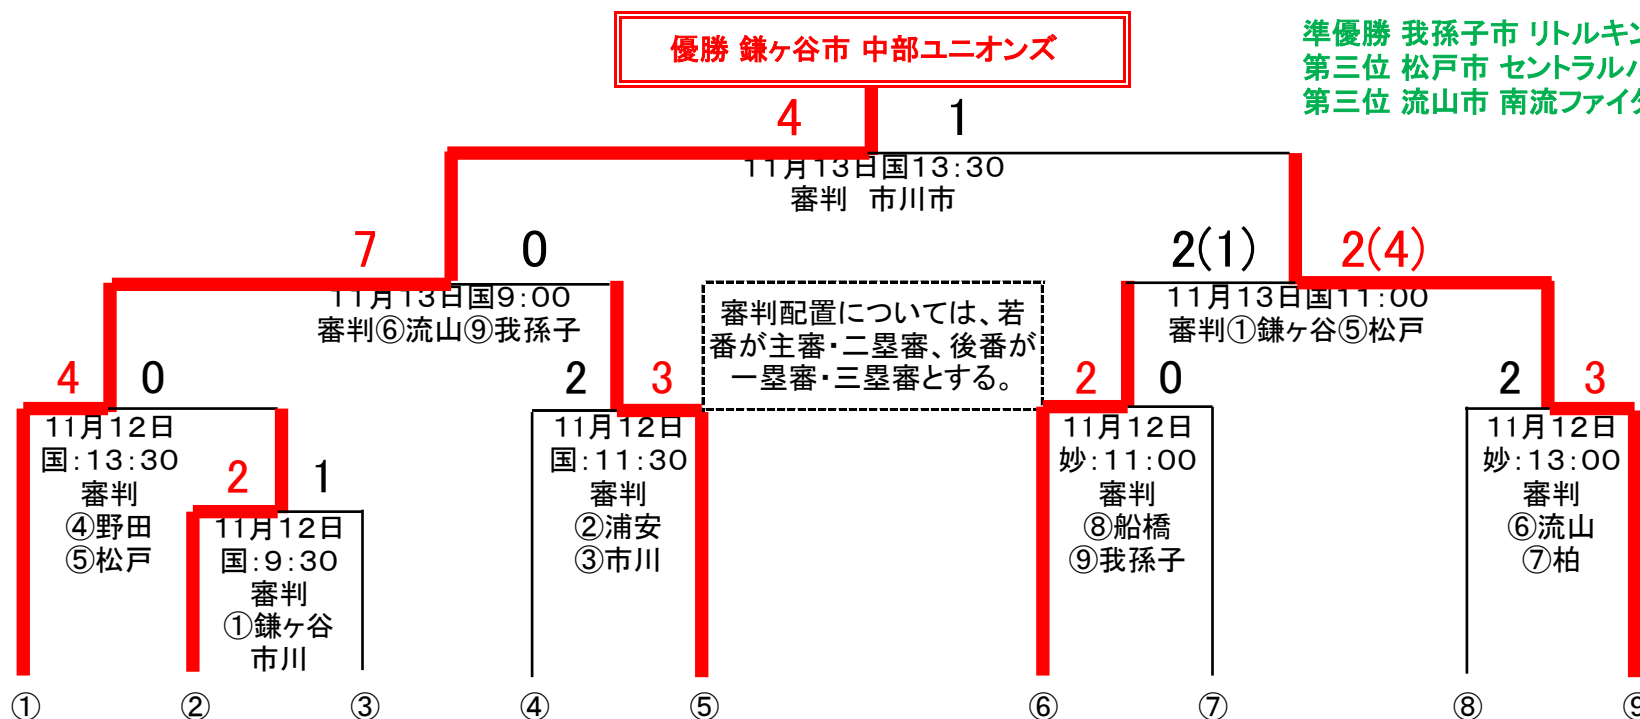 優勝 鎌ヶ谷市 中部ユニオンズ
準優勝 我孫子市 リトルキン
第三位 松戸市 セントラル
第三位 流山市 南流ファイ
4 1
11月13日国13:30
審判 市川市
7 0
11月13日国9:00
審判⑥流山⑨我孫子
2(1) 2(4)
11月13日国11:00
審判①鎌ヶ谷⑤松戸
審判配置については、若
番が主審・二塁審、後番が
一塁審・三塁審とする。
4 0
11月12日
国:13:30
審判
④野田
⑤松戸
2 1
11月12日
国:9:30
審判
①鎌ヶ谷
市川
2 3
11月12日
国:11:30
審判
②浦安
③市川
2 0
11月12日
妙:11:00
審判
⑧船橋
⑨我孫子
2 3
11月12日
妙:13:00
審判
⑥流山
⑦柏
① ② ③ ④ ⑤ ⑥ ⑦ ⑧ ⑨